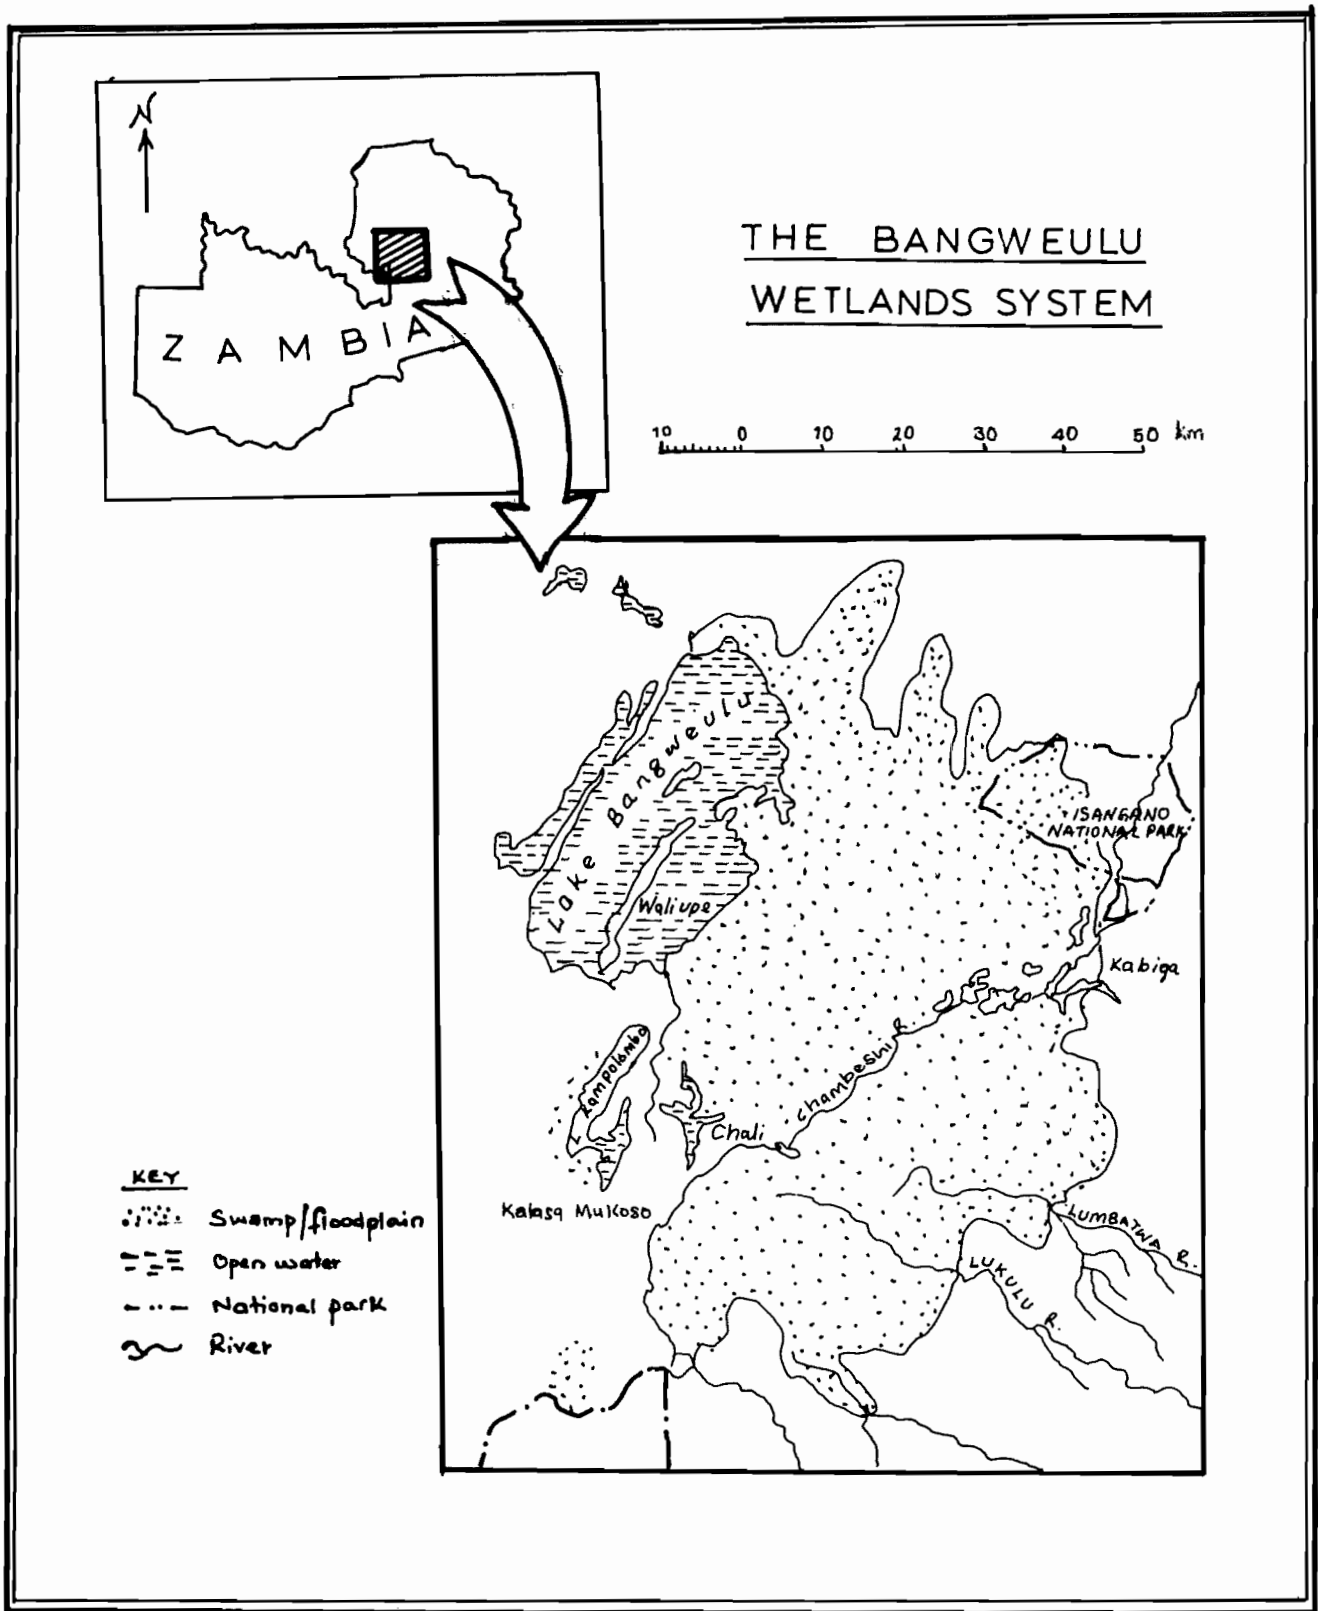 N
ZAMBIA
THE BANGWEULU
WETLANDS SYSTEM
10 0 10 20 30 40 50 km
Lake Bangweulu
Waliupe
ISANGANO
NATIONAL PARK
Kabiga
Chambeshi R
L. Kampolombo
Chali
Kalasa Mukoso
LUMBATWA R.
LUKULU R.
KEY
Swamp/floodplain
Open water
National park
River